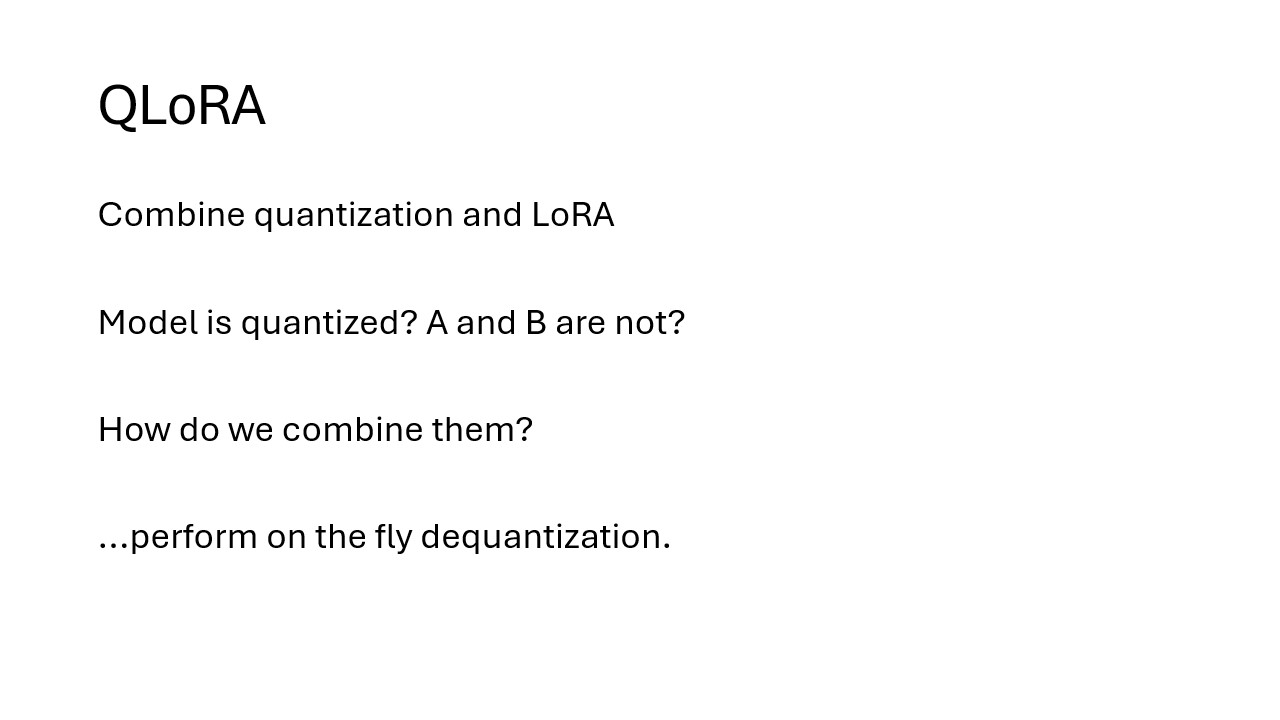 QLoRA
Combine quantization and LoRA
Model is quantized? A and B are not?
How do we combine them?
…perform on the fly dequantization.